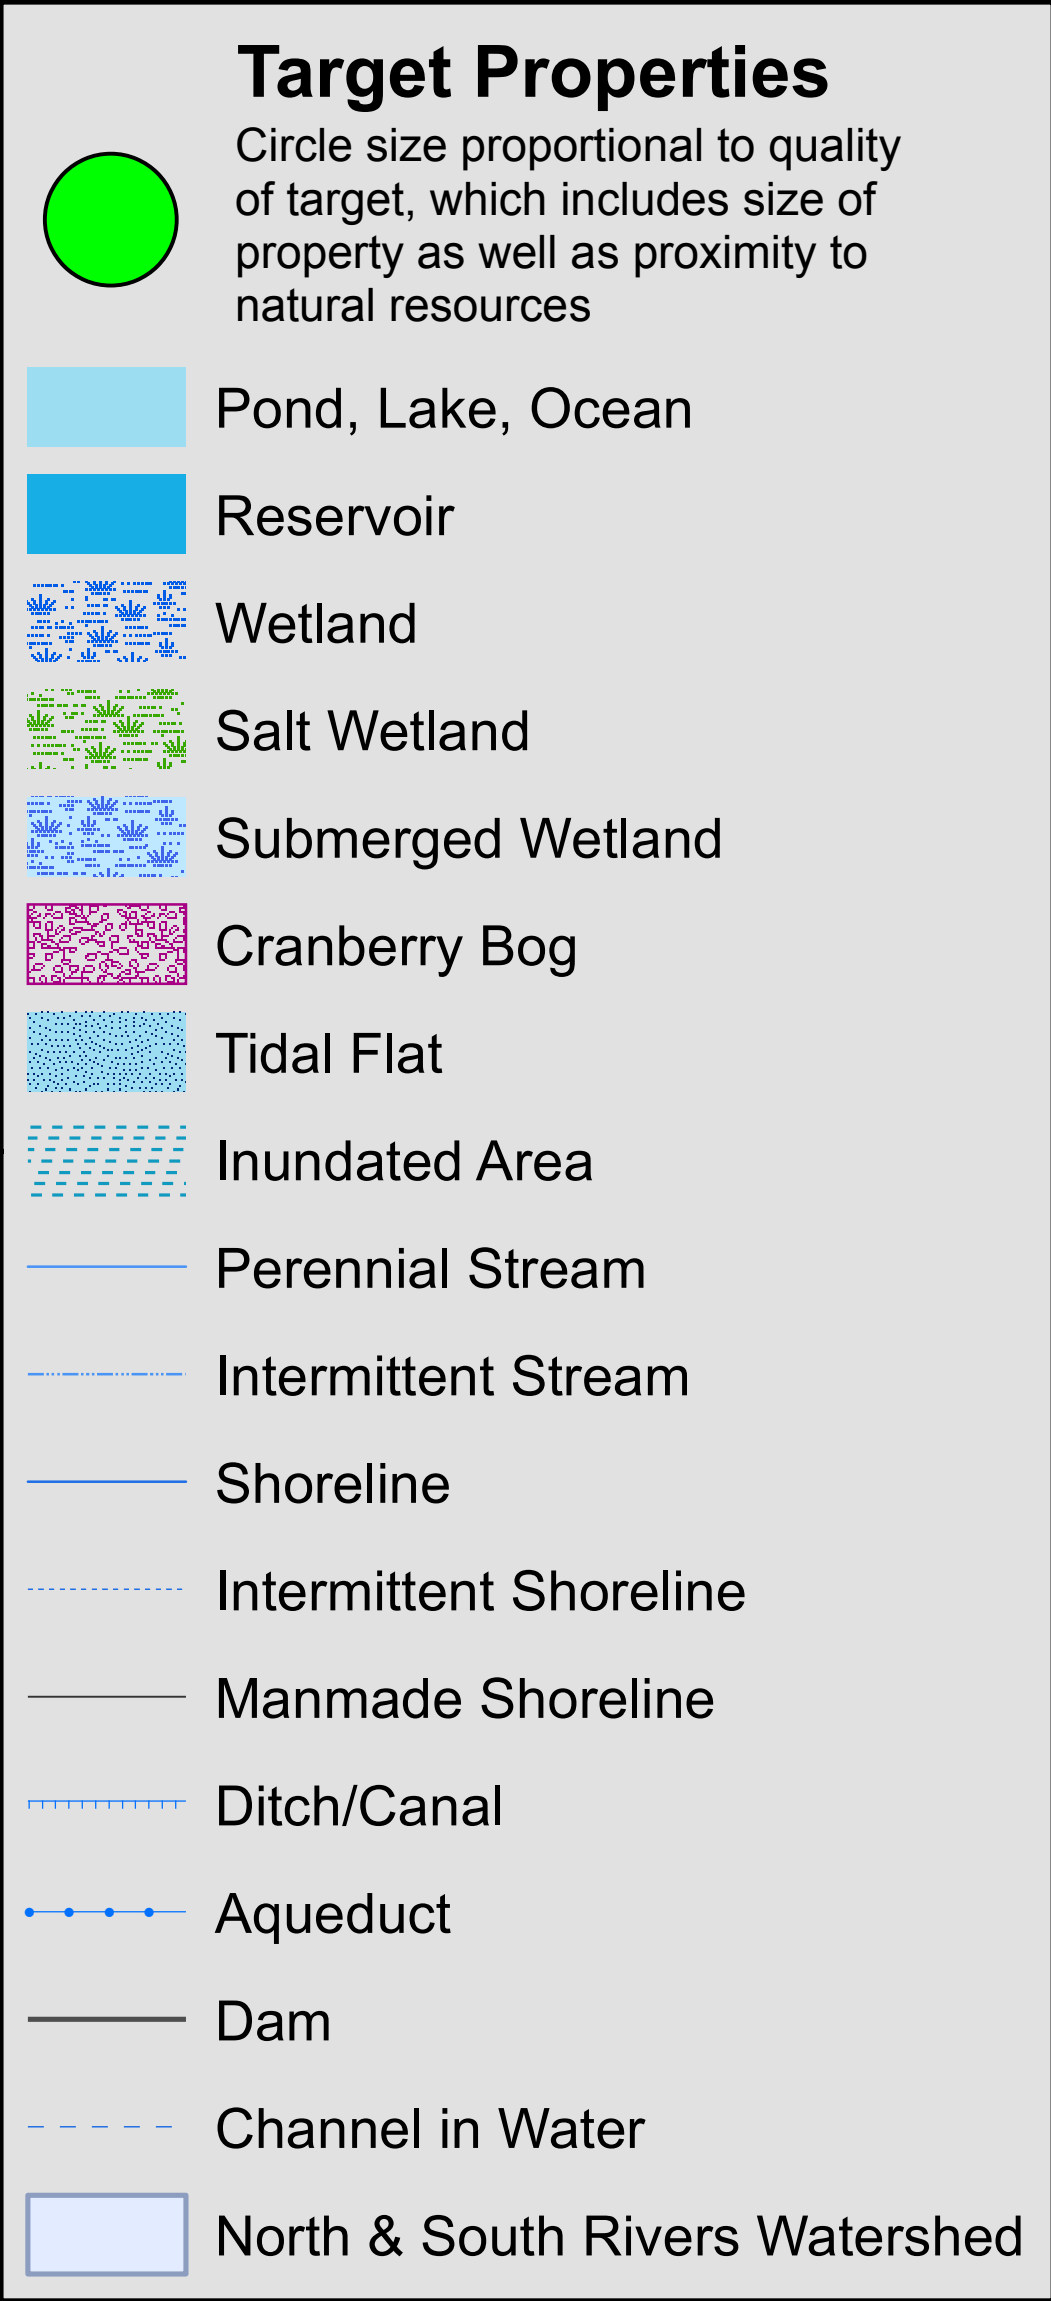 Target Properties
Circle size proportional to quality
of target, which includes size of
property as well as proximity to
natural resources
Pond, Lake, Ocean
Reservoir
Wetland
Salt Wetland
Submerged Wetland
Cranberry Bog
Tidal Flat
Inundated Area
Perennial Stream
Intermittent Stream
Shoreline
Intermittent Shoreline
Manmade Shoreline
Ditch/Canal
Aqueduct
Dam
Channel in Water
North & South Rivers Watershed